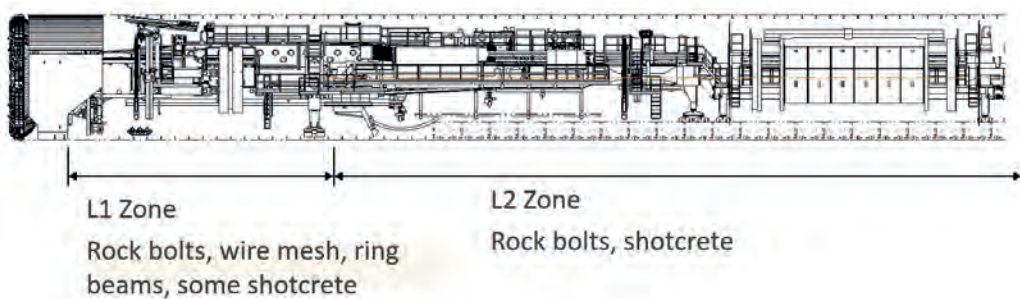 L1 Zone
Rock bolts, wire mesh, ring
beams, some shotcrete
L2 Zone
Rock bolts, shotcrete